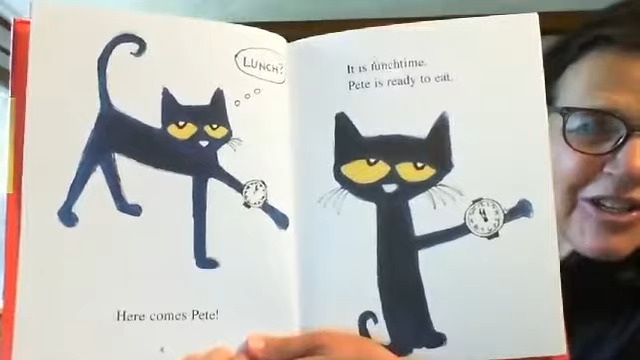 LUNCH?
Here comes Pete!
It is lunchtime.
Pete is ready to eat.